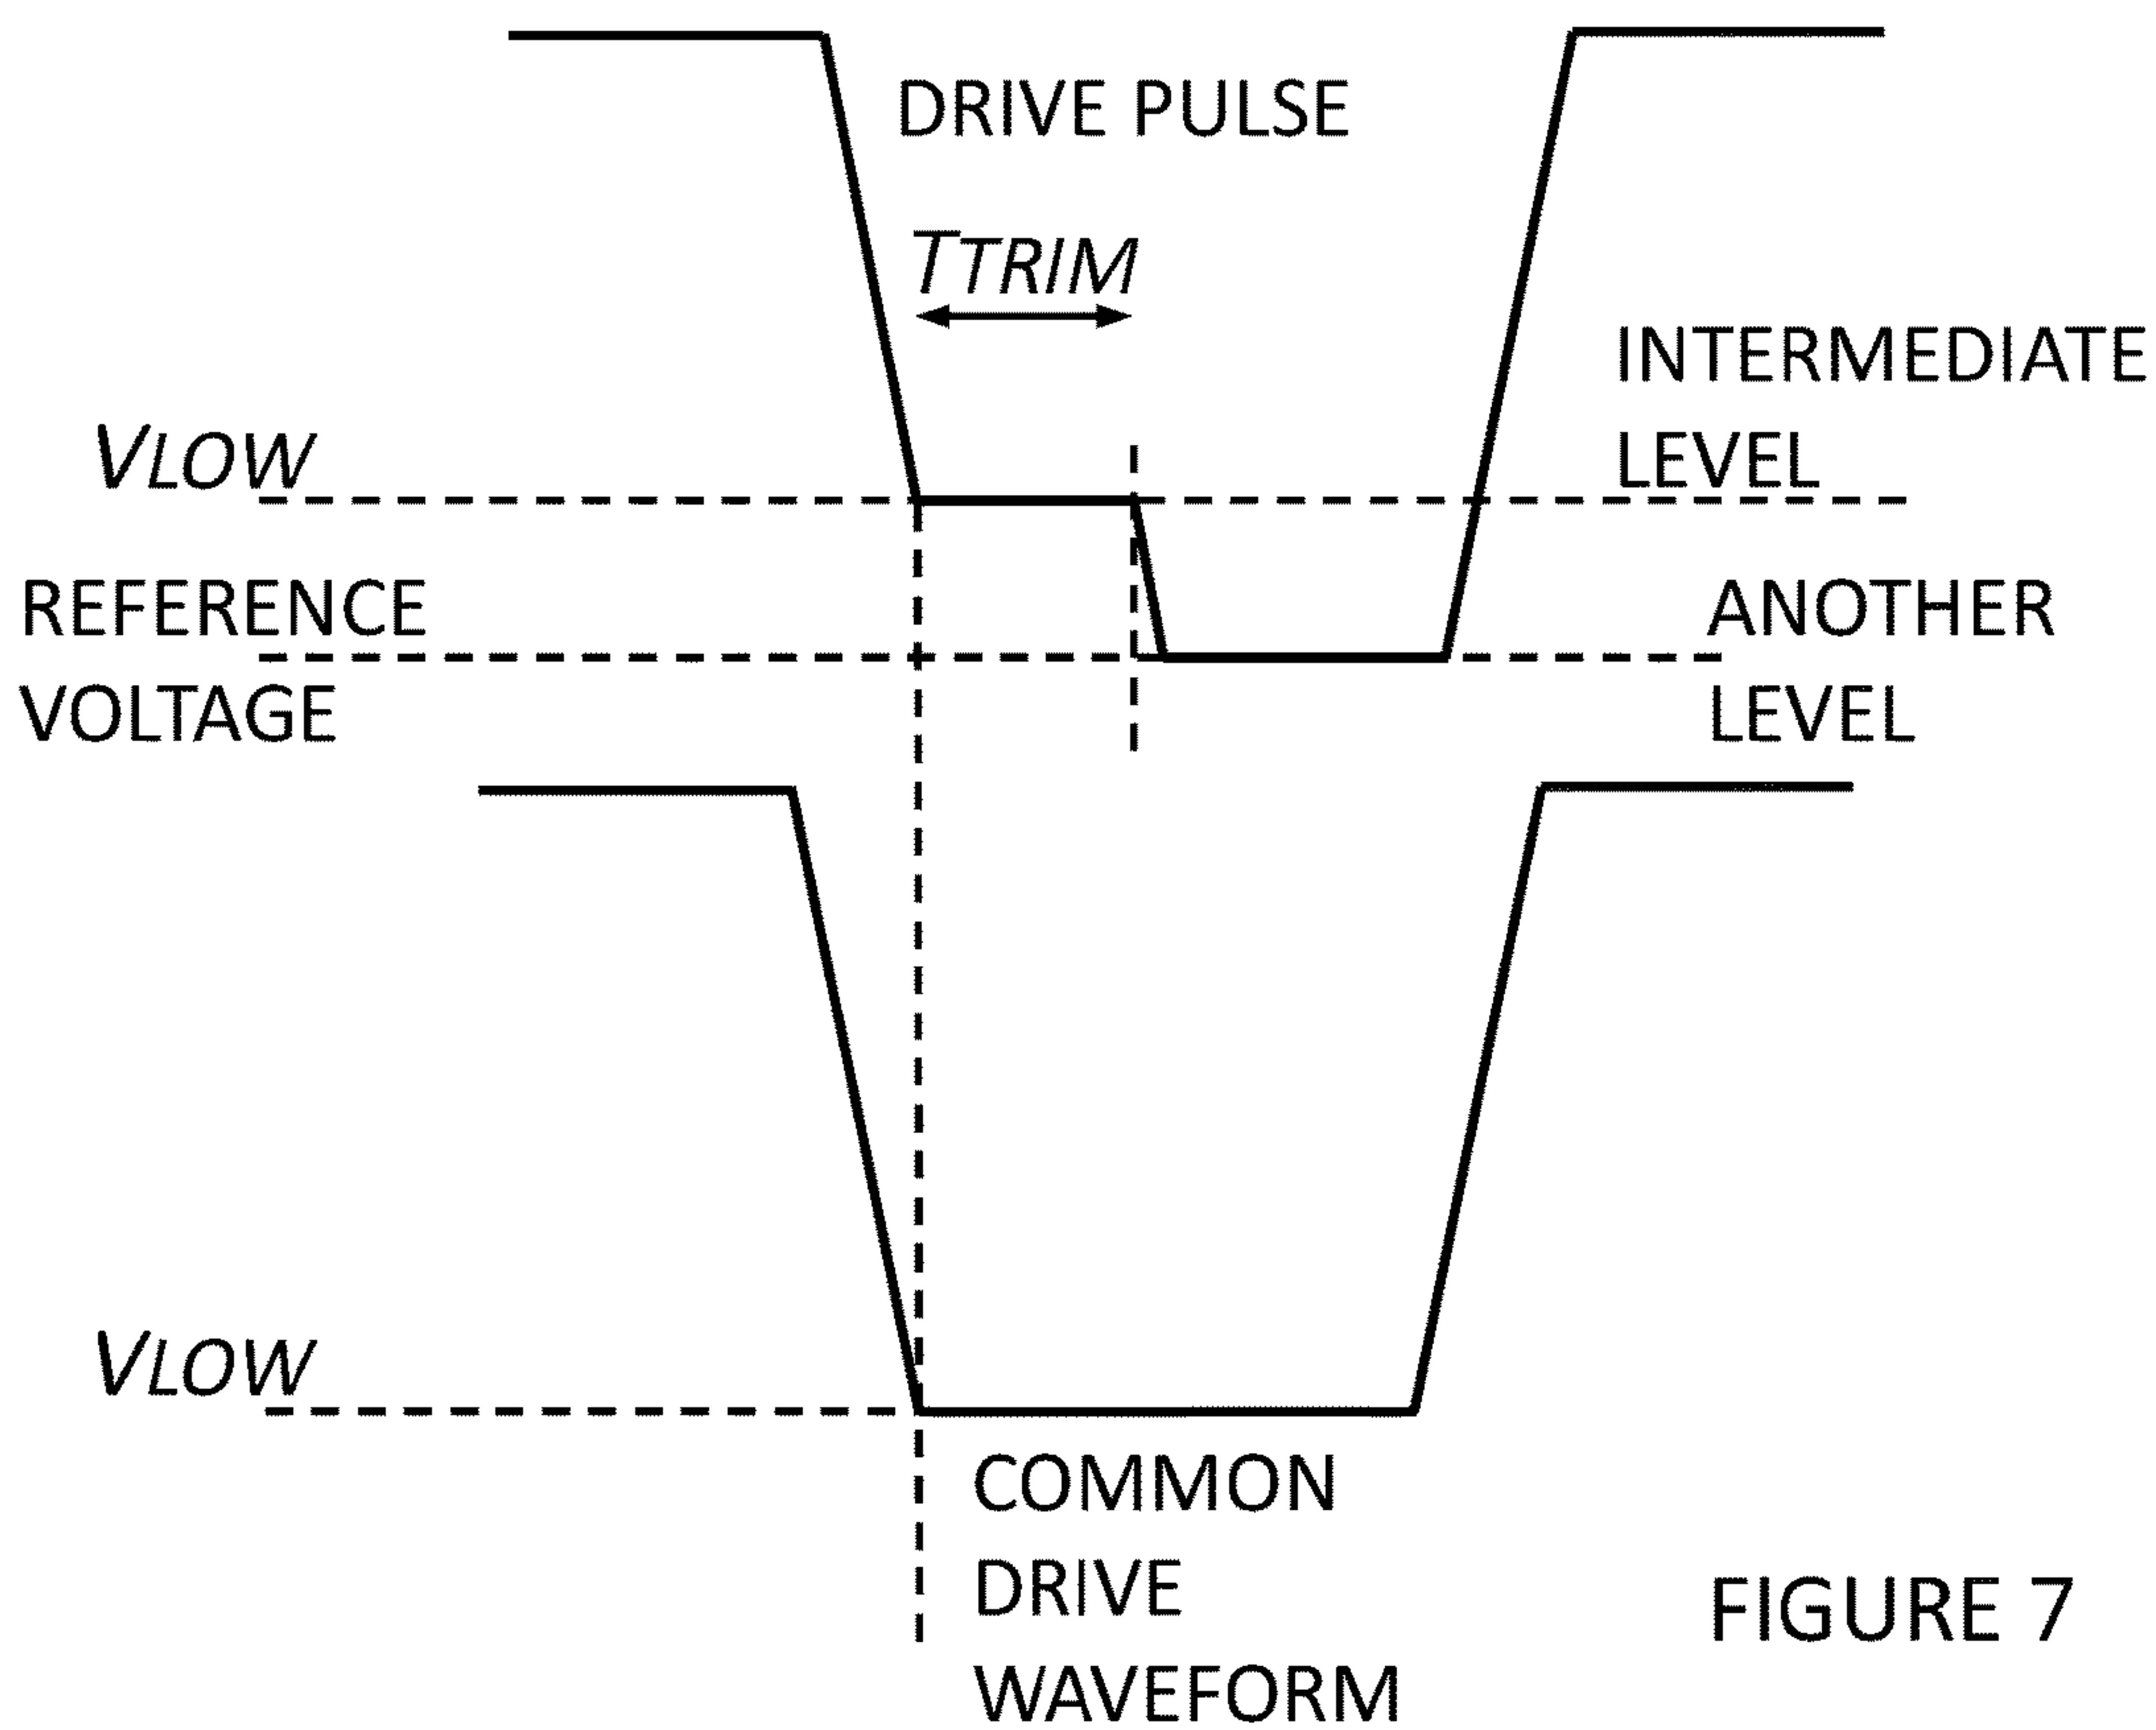 DRIVE PULSE
TTRIM
INTERMEDIATE
LEVEL
VLOW
REFERENCE
VOLTAGE
ANOTHER
LEVEL
VLOW
COMMON
DRIVE
WAVEFORM
FIGURE 7